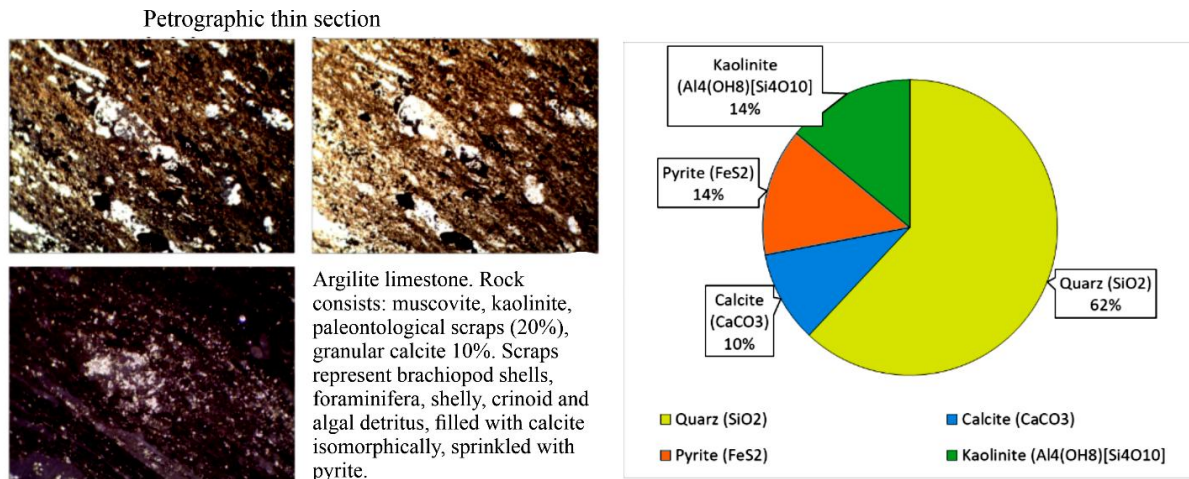 Petrographic thin section
Argilite limestone. Rock
consists: muscovite, kaolinite,
paleontological scraps (20%),
granular calcite 10%. Scraps
represent brachiopod shells,
foraminifera, shelly, crinoid and
algal detritus, filled with calcite
isomorphically, sprinkled with
pyrite.
Kaolinite
(Al4(OH8)[Si4O10]
14%
Pyrite (FeS2)
14%
Calcite
(CaCO3)
10%
Quarz (SiO2)
62%
Quarz (SiO2)
Calcite (CaCO3)
Pyrite (FeS2)
Kaolinite (Al4(OH8)[Si4O10]